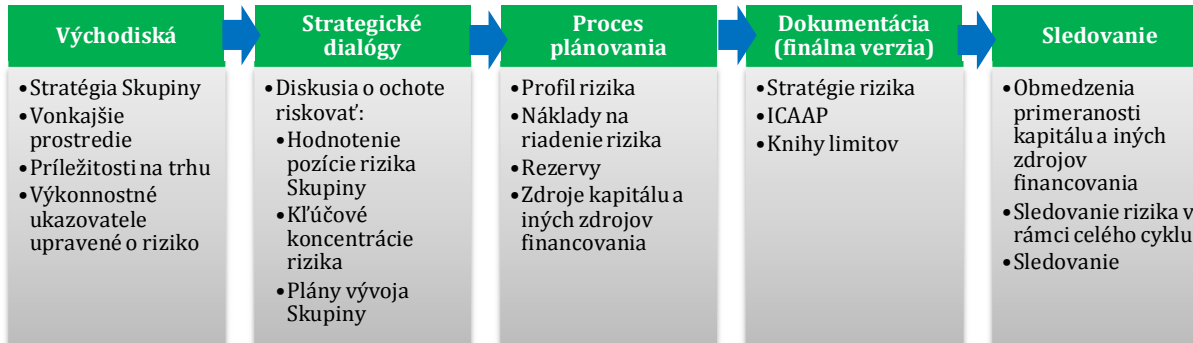 Východiská
•Stratégia Skupiny
•Vonkajšie
prostredie
•Príležitosti na trhu
•Výkonnostné
ukazovatele
upravené o riziko
Strategické
dialógy
•Diskusia o ochote
riskovať:
•Hodnotenie
pozície rizika
Skupiny
•Kľúčové
koncentrácie
rizika
•Plány vývoja
Skupiny
Proces
plánovania
•Profil rizika
•Náklady na
riadenie rizika
•Rezervy
•Zdroje kapitálu a
iných zdrojov
financovania
Dokumentácia
(finálna verzia)
•Stratégie rizika
•ICAAP
•Knihy limitov
Sledovanie
•Obmedzenia
primeranosti
kapitálu a iných
zdrojov
financovania
•Sledovanie rizika v
rámci celého cyklu
•Sledovanie